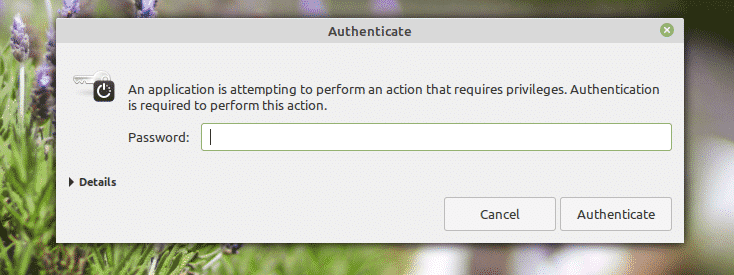 Authenticate
An application is attempting to perform an action that requires privileges. Authentication
is required to perform this action.
Password:
Details
Cancel Authenticate